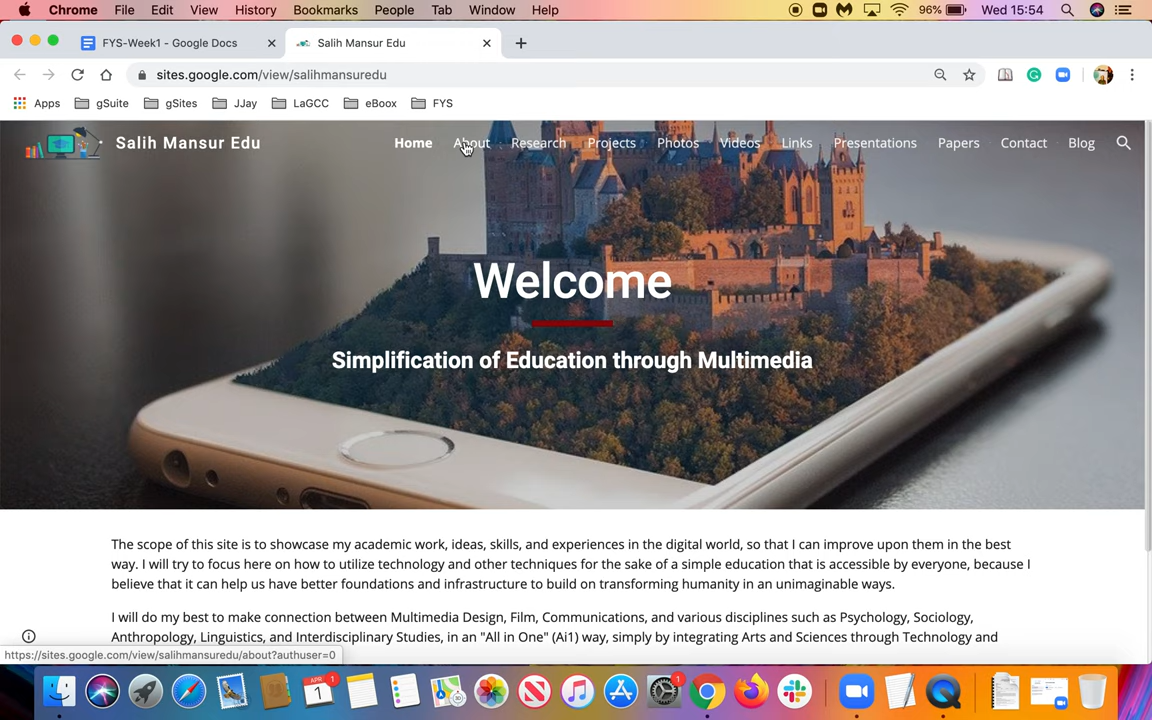 Chrome File Edit View History Bookmarks People Tab Window Help 96% Wed 15:54
FYS-Week1 - Google Docs Salih Mansur Edu
sites.google.com/view/salihmansuredu
Apps gSuite gSites JJay LaGCC eBoox FYS
Salih Mansur Edu Home About Research Projects Photos Videos Links Presentations Papers Contact Blog
Welcome
Simplification of Education through Multimedia
The scope of this site is to showcase my academic work, ideas, skills, and experiences in the digital world, so that I can improve upon them in the best
way. I will try to focus here on how to utilize technology and other techniques for the sake of a simple education that is accessible by everyone, because I
believe that it can help us have better foundations and infrastructure to build on transforming humanity in an unimaginable ways.
I will do my best to make connection between Multimedia Design, Film, Communications, and various disciplines such as Psychology, Sociology,
Anthropology, Linguistics, and Interdisciplinary Studies, in an "All in One" (Ai1) way, simply by integrating Arts and Sciences through Technology and
https://sites.google.com/view/salihmansuredu/about?authuser=0
APR 1 1 1